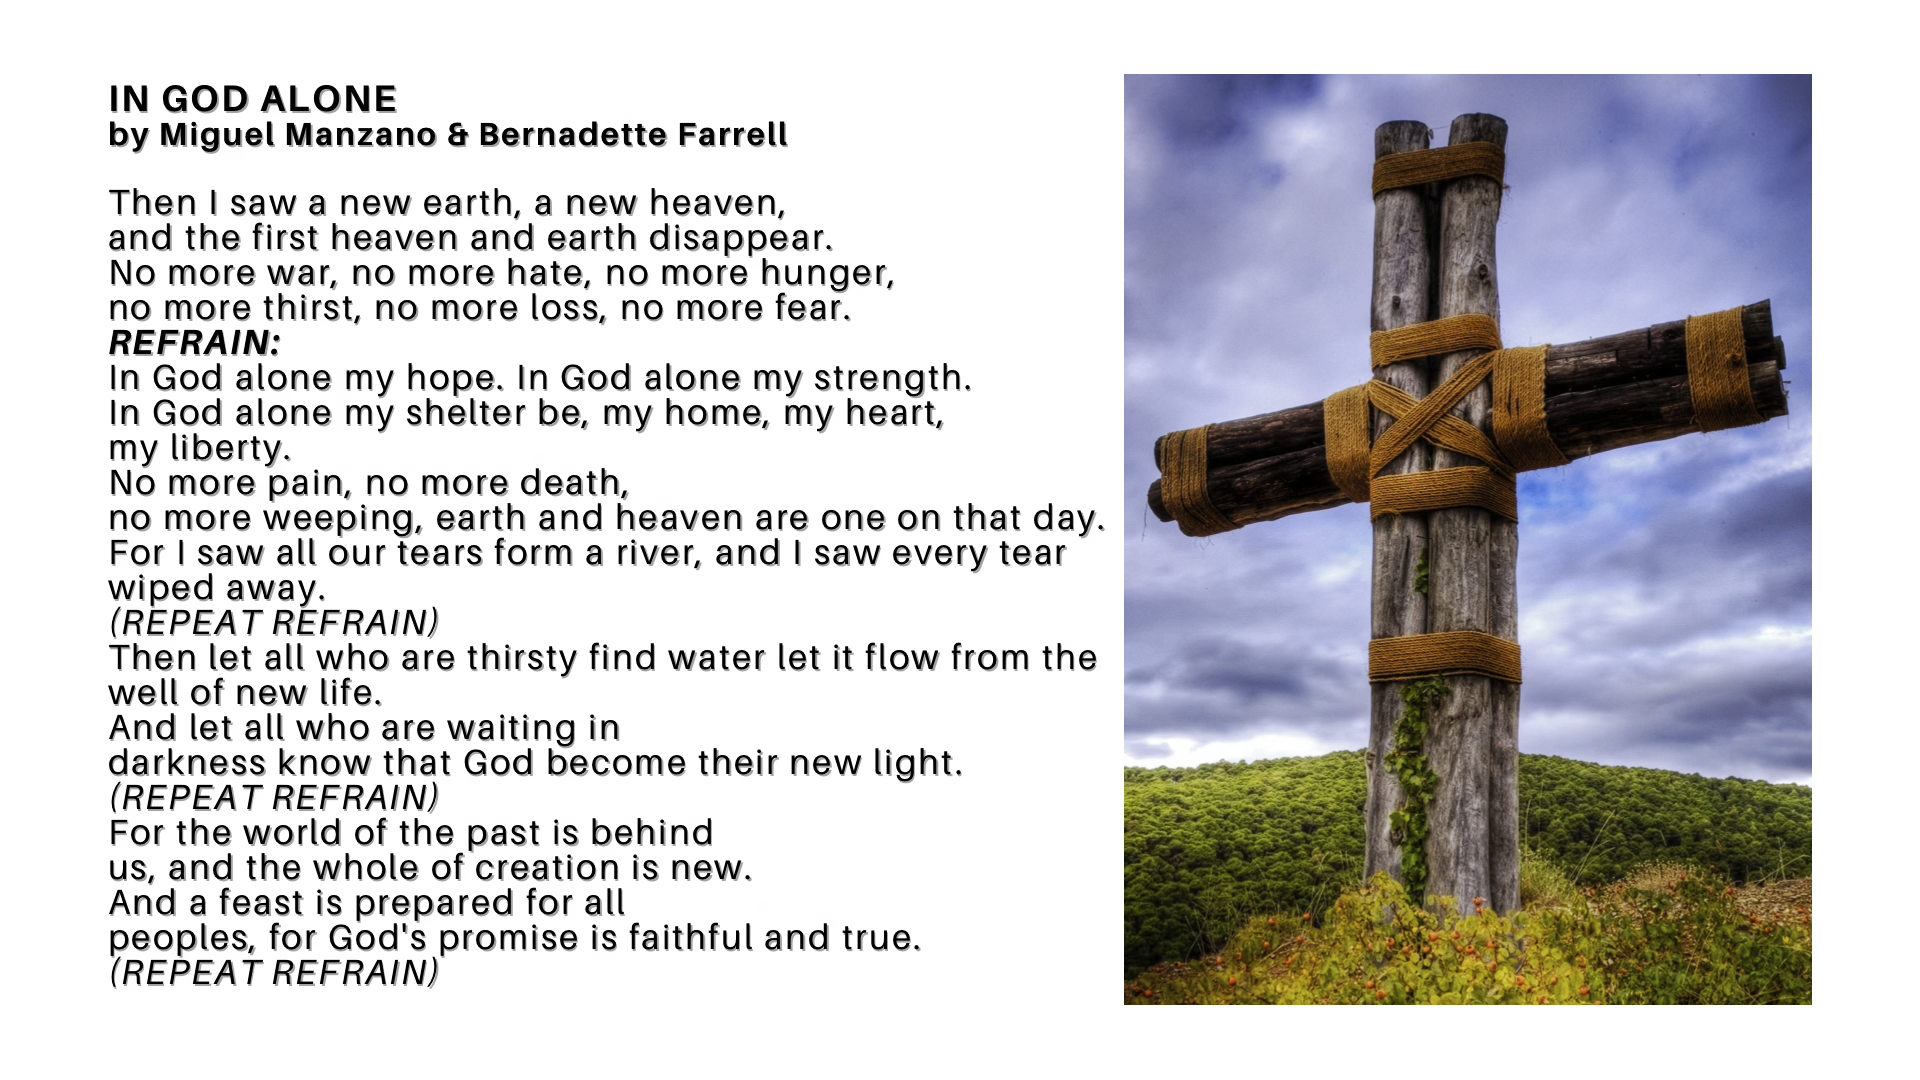 IN GOD ALONE
by Miguel Manzano & Bernadette Farrell
Then I saw a new earth, a new heaven,
and the first heaven and earth disappear.
No more war, no more hate, no more hunger,
no more thirst, no more loss, no more fear.
REFRAIN:
In God alone my hope. In God alone my strength.
In God alone my shelter be, my home, my heart,
my liberty.
No more pain, no more death,
no more weeping, earth and heaven are one on that day.
For I saw all our tears form a river, and I saw every tear
wiped away.
(REPEAT REFRAIN)
Then let all who are thirsty find water let it flow from the
well of new life.
And let all who are waiting in
darkness know that God become their new light.
(REPEAT REFRAIN)
For the world of the past is behind
us, and the whole of creation is new.
And a feast is prepared for all
peoples, for God's promise is faithful and true.
(REPEAT REFRAIN)